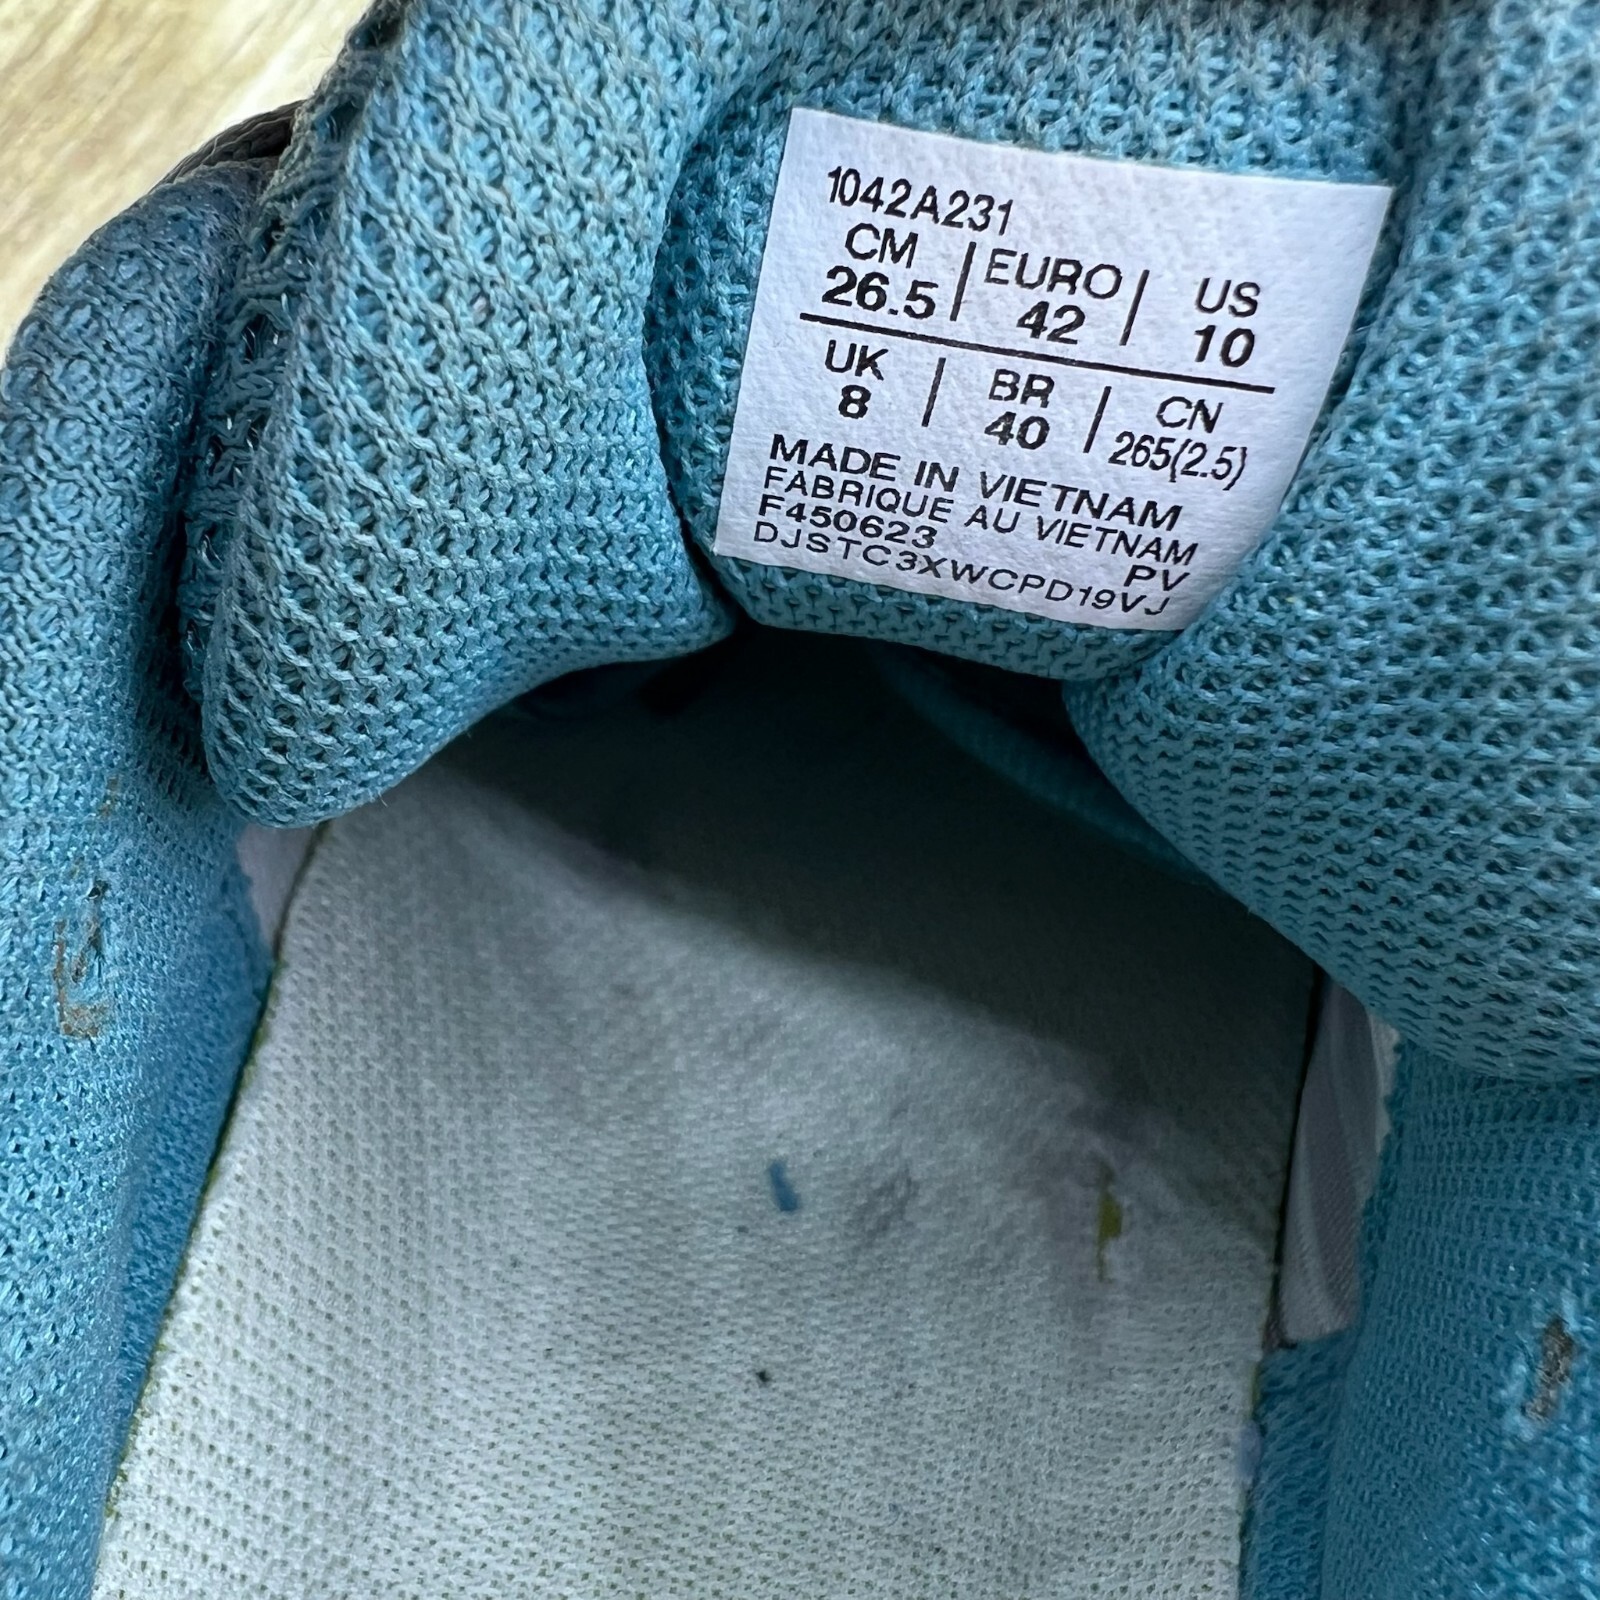 1042A231
CM | EURO | US
26.5 | 42 | 10
UK | BR | CN
8 | 40 | 265(2.5)
MADE IN VIETNAM
FABRIQUE AU VIETNAM
F450623 PV
DJSTC3XWCPD19VJ